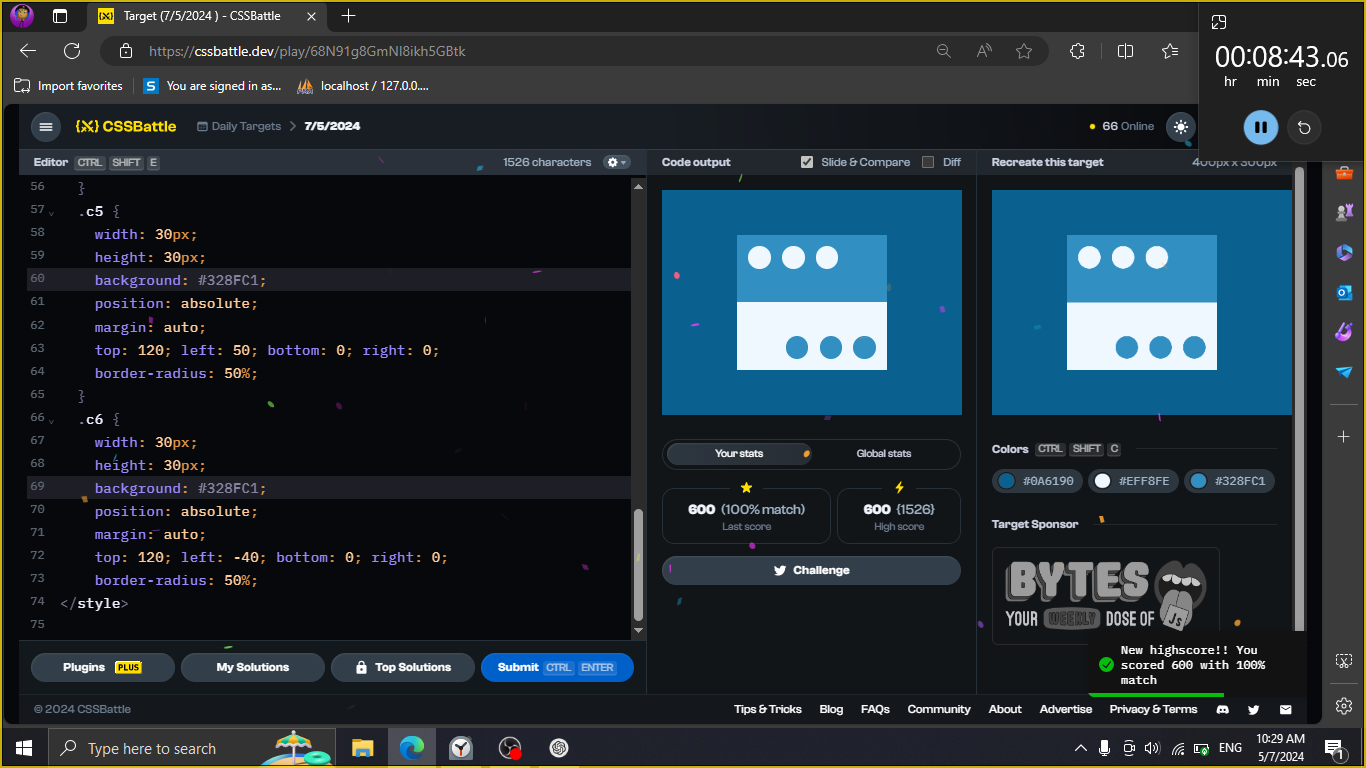 Target (7/5/2024 ) - CSSBattle
https://cssbattle.dev/play/68N91g8GmNl8ikh5GBtk
Import favorites
You are signed in as...
localhost / 127.0.0....
00:08:43.06
hr min sec
{X} CSSBattle
Daily Targets > 7/5/2024
66 Online
Editor CTRL SHIFT E
1526 characters
Code output
Slide & Compare
Diff
Recreate this target
400px x 300px
56 }
57 .c5 {
58 width: 30px;
59 height: 30px;
60 background: #328FC1;
61 position: absolute;
62 margin: auto;
63 top: 120; left: 50; bottom: 0; right: 0;
64 border-radius: 50%;
65 }
66 .c6 {
67 width: 30px;
68 height: 30px;
69 background: #328FC1;
70 position: absolute;
71 margin: auto;
72 top: 120; left: -40; bottom: 0; right: 0;
73 border-radius: 50%;
74 </style>
75
Your stats
Global stats
600 (100% match)
Last score
600 {1526}
High score
Challenge
Colors CTRL SHIFT C
#0A6190 #EFF8FE #328FC1
Target Sponsor
BYTES
YOUR WEEKLY DOSE OF JS
New highscore!! You
scored 600 with 100%
match
Plugins PLUS
My Solutions
Top Solutions
Submit CTRL ENTER
© 2024 CSSBattle
Tips & Tricks Blog FAQs Community About Advertise Privacy & Terms
Type here to search
ENG
10:29 AM
5/7/2024
1